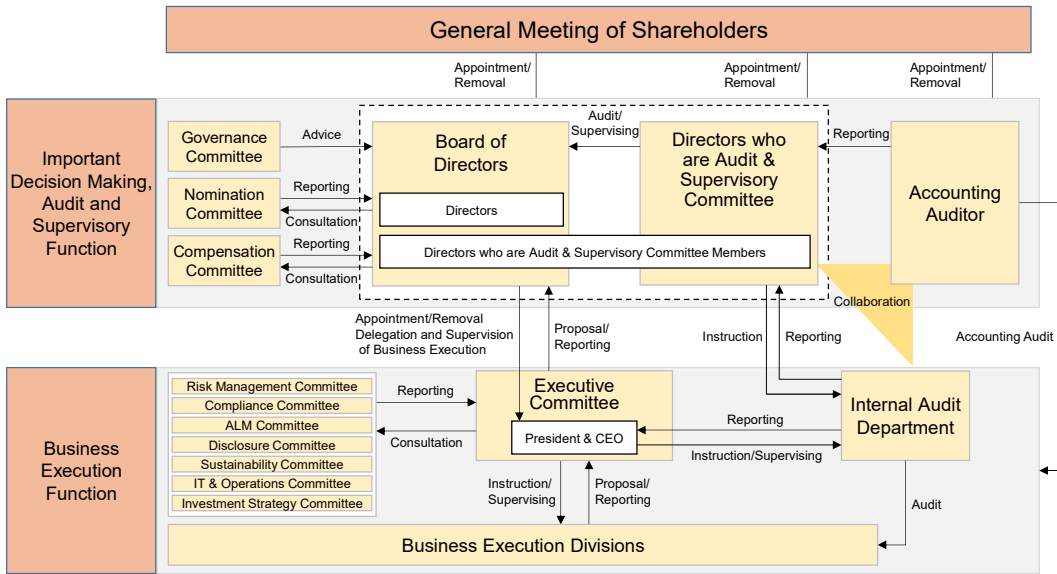 General Meeting of Shareholders
Appointment/
Removal
Appointment/
Removal
Appointment/
Removal
Important
Decision Making,
Audit and
Supervisory
Function
Governance
Committee
Advice
Nomination
Committee
Reporting
Consultation
Compensation
Committee
Reporting
Consultation
Board of
Directors
Directors
Audit/
Supervising
Directors who
are Audit &
Supervisory
Committee
Directors who are Audit & Supervisory Committee Members
Reporting
Accounting
Auditor
Collaboration
Appointment/Removal
Delegation and Supervision
of Business Execution
Proposal/
Reporting
Instruction
Reporting
Accounting Audit
Business
Execution
Function
Risk Management Committee
Compliance Committee
ALM Committee
Disclosure Committee
Sustainability Committee
IT & Operations Committee
Investment Strategy Committee
Reporting
Consultation
Executive
Committee
President & CEO
Reporting
Instruction/Supervising
Internal Audit
Department
Instruction/
Supervising
Proposal/
Reporting
Audit
Business Execution Divisions